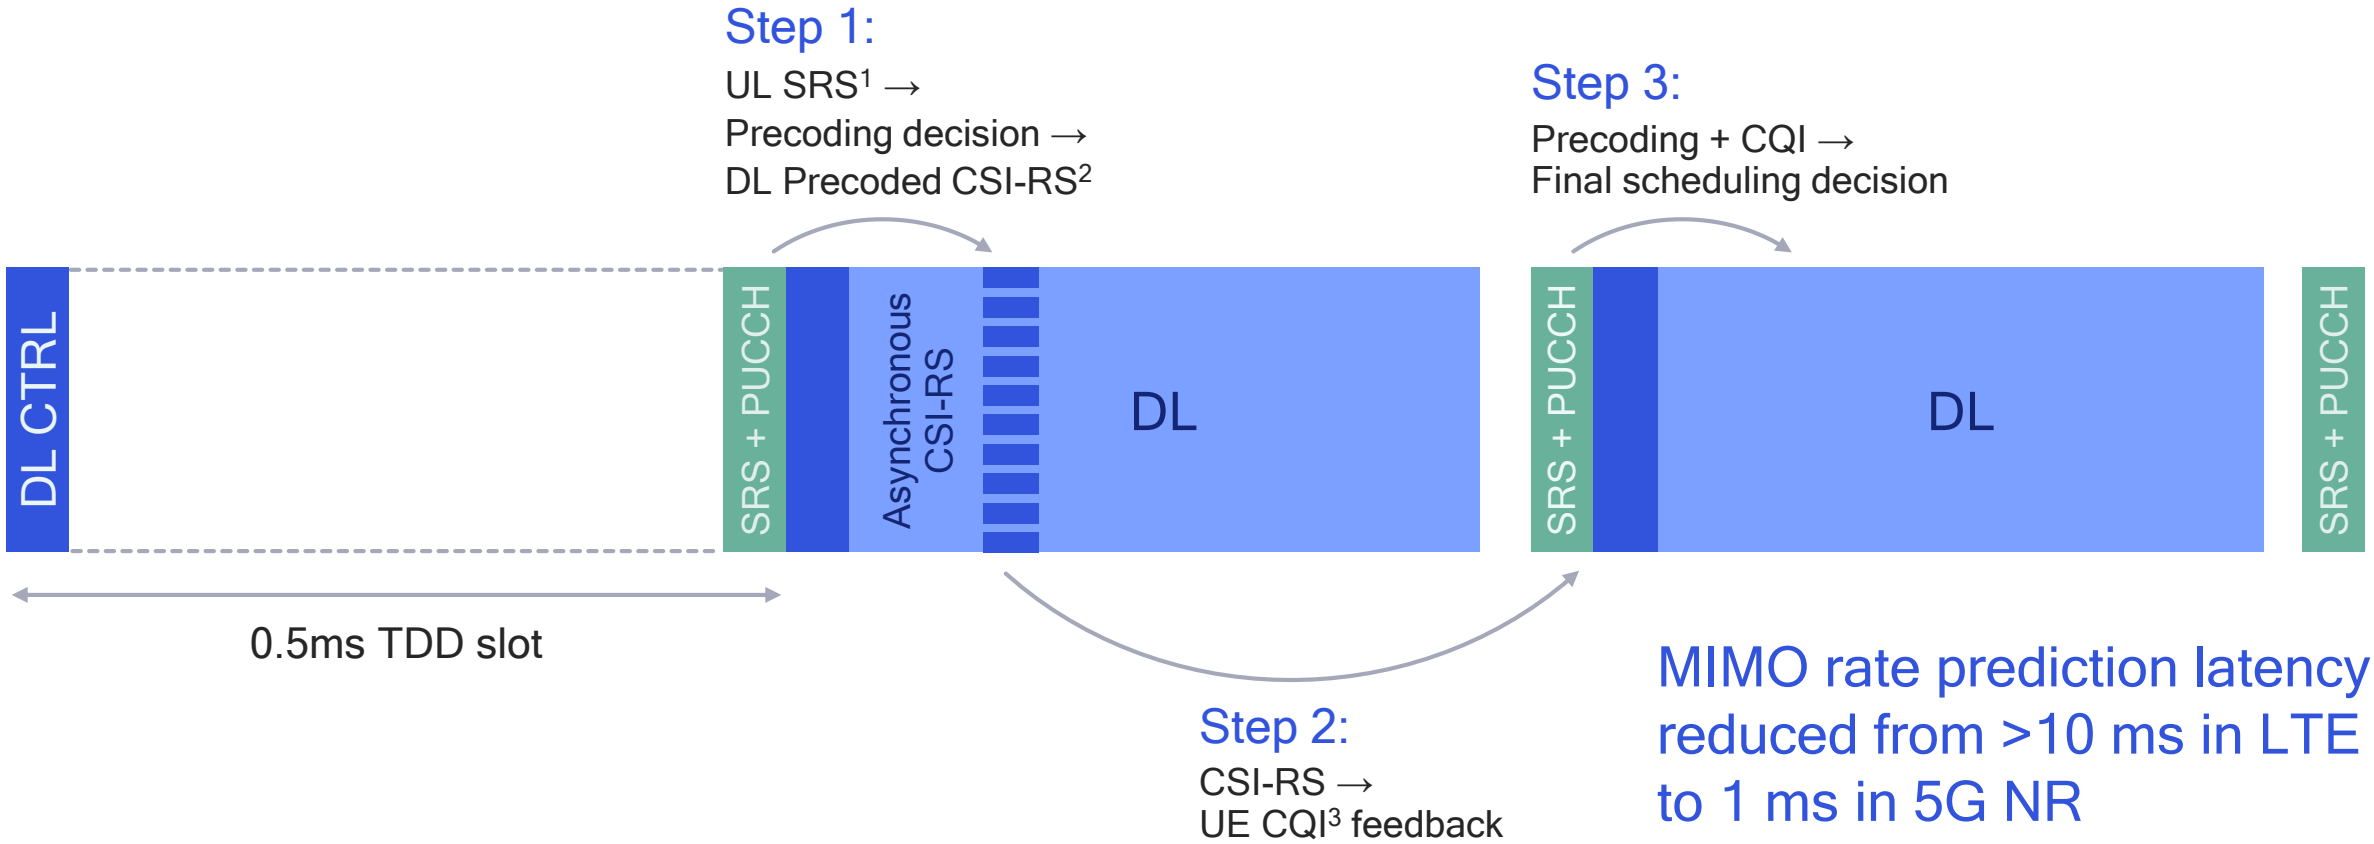 Step 1:
UL SRS¹ →
Precoding decision →
DL Precoded CSI-RS²
Step 3:
Precoding + CQI →
Final scheduling decision
DL CTRL
SRS + PUCCH
Asynchronous
CSI-RS
DL
SRS + PUCCH
DL
SRS + PUCCH
0.5ms TDD slot
Step 2:
CSI-RS →
UE CQI³ feedback
MIMO rate prediction latency
reduced from >10 ms in LTE
to 1 ms in 5G NR